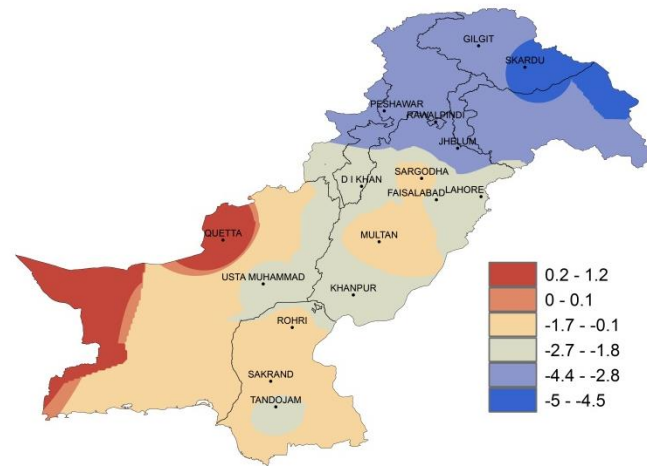 GILGIT
SKARDU
PESHAWAR
RAWALPINDI
JHELUM
D I KHAN
SARGODHA
FAISALABAD
LAHORE
QUETTA
MULTAN
USTA MUHAMMAD
KHANPUR
ROHRI
SAKRAND
TANDOJAM
0.2 - 1.2
0 - 0.1
-1.7 - -0.1
-2.7 - -1.8
-4.4 - -2.8
-5 - -4.5